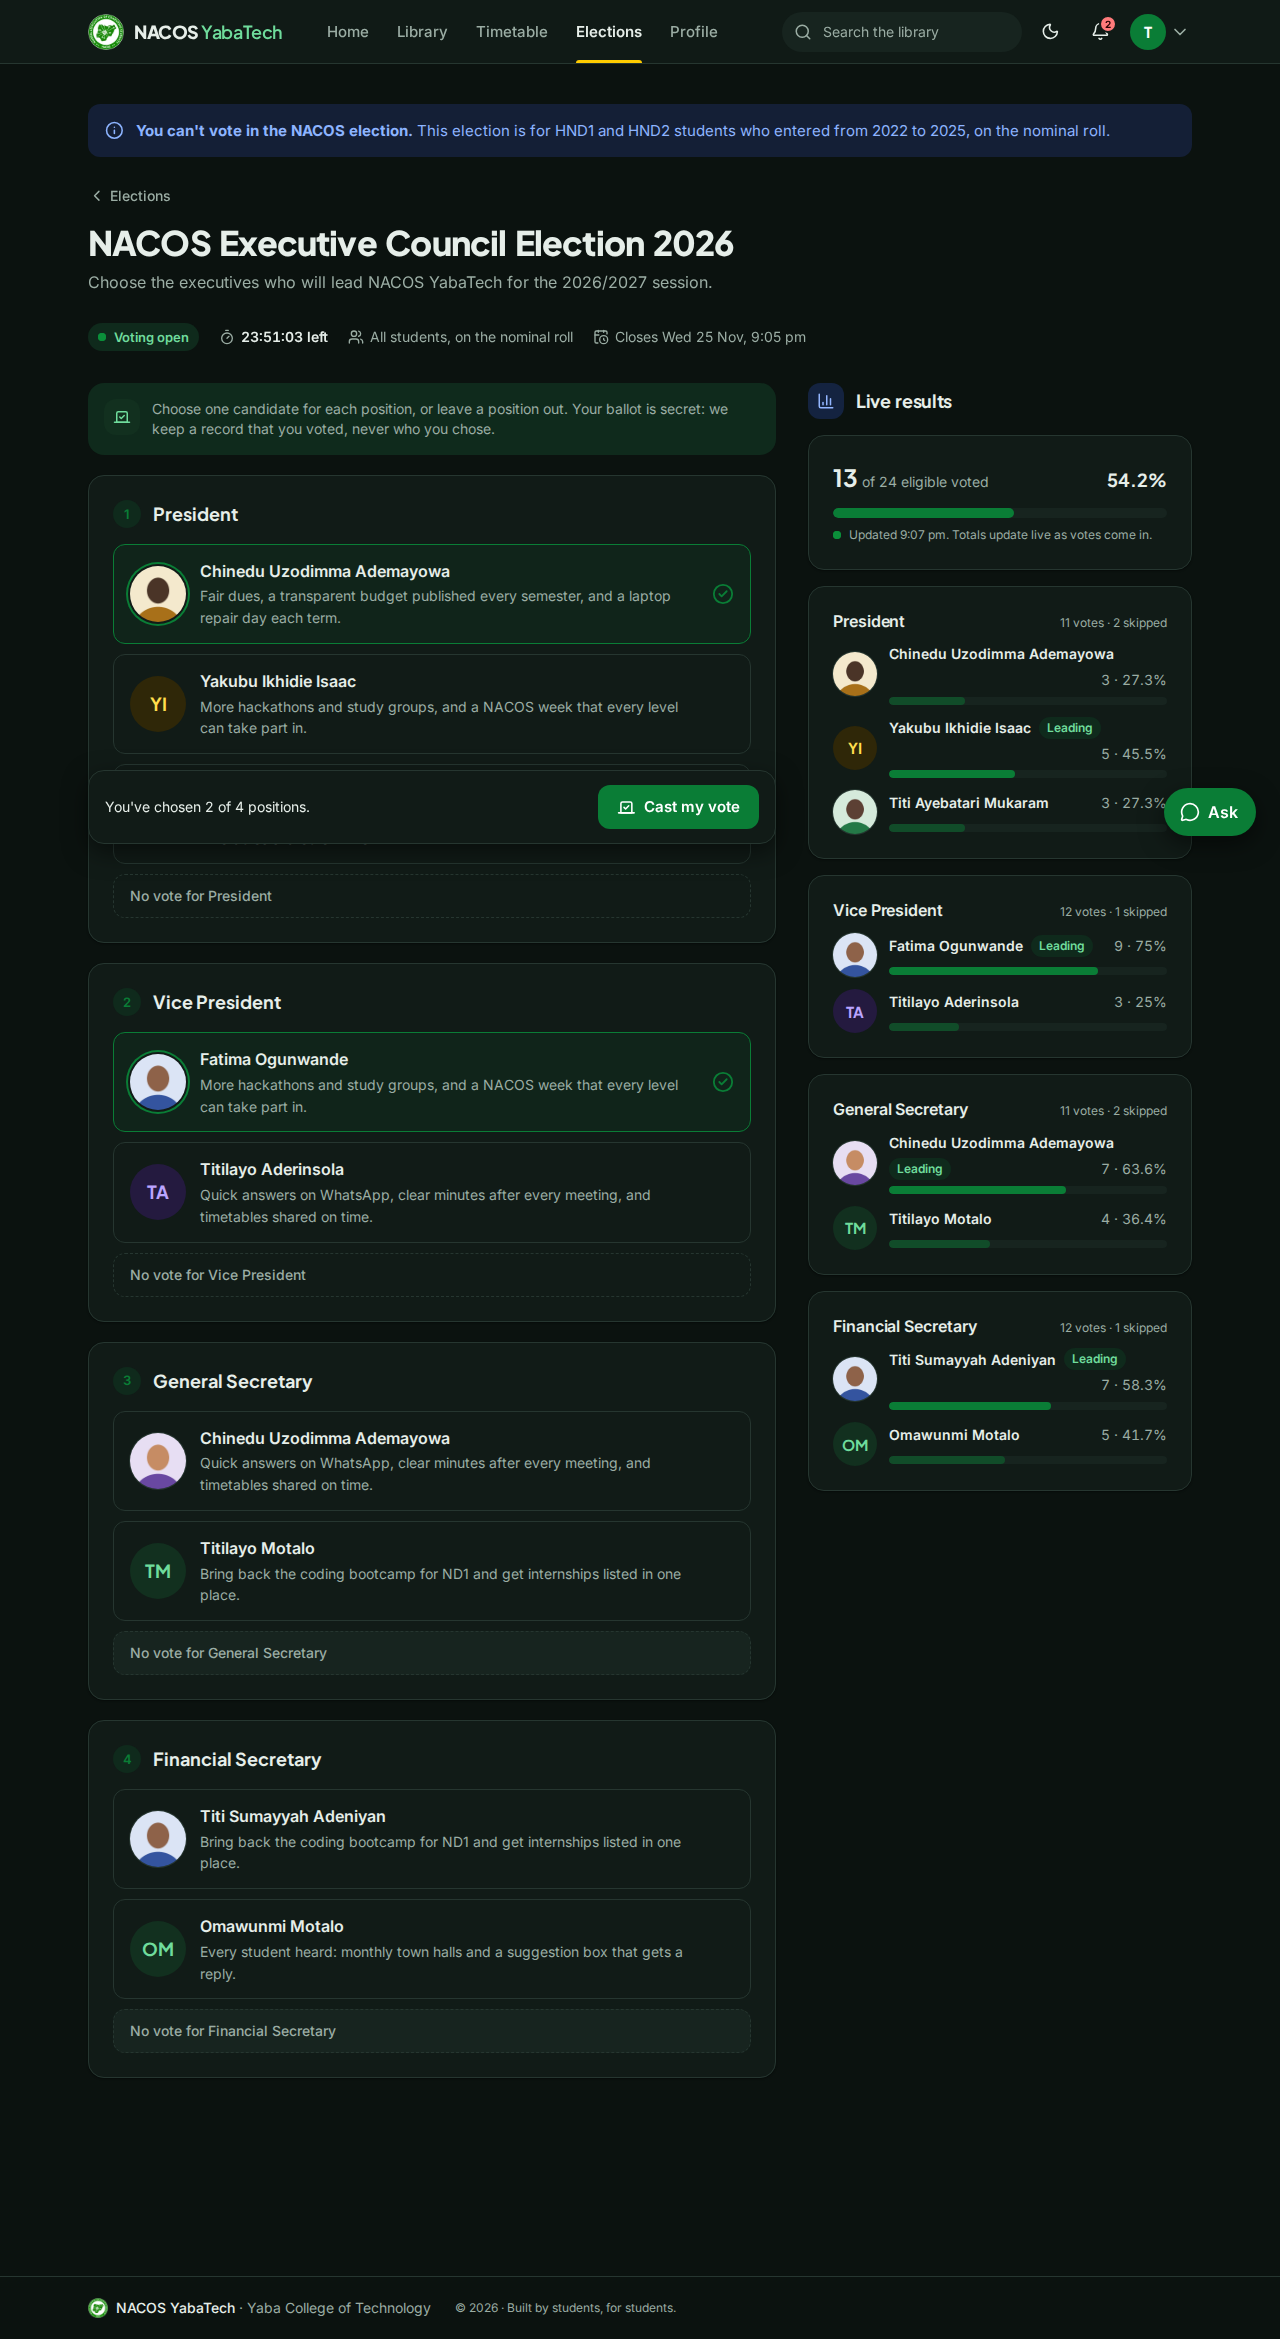 NACOS YabaTech
Home
Library
Timetable
Elections
Profile
Search the library
2
T
You can't vote in the NACOS election. This election is for HND1 and HND2 students who entered from 2022 to 2025, on the nominal roll.
Elections
NACOS Executive Council Election 2026
Choose the executives who will lead NACOS YabaTech for the 2026/2027 session.
Voting open
23:51:03 left
All students, on the nominal roll
Closes Wed 25 Nov, 9:05 pm
Choose one candidate for each position, or leave a position out. Your ballot is secret: we
keep a record that you voted, never who you chose.
1
President
Chinedu Uzodimma Ademayowa
Fair dues, a transparent budget published every semester, and a laptop
repair day each term.
YI
Yakubu Ikhidie Isaac
More hackathons and study groups, and a NACOS week that every level
can take part in.
You've chosen 2 of 4 positions.
Cast my vote
No vote for President
2
Vice President
Fatima Ogunwande
More hackathons and study groups, and a NACOS week that every level
can take part in.
TA
Titilayo Aderinsola
Quick answers on WhatsApp, clear minutes after every meeting, and
timetables shared on time.
No vote for Vice President
3
General Secretary
Chinedu Uzodimma Ademayowa
Quick answers on WhatsApp, clear minutes after every meeting, and
timetables shared on time.
TM
Titilayo Motalo
Bring back the coding bootcamp for ND1 and get internships listed in one
place.
No vote for General Secretary
4
Financial Secretary
Titi Sumayyah Adeniyan
Bring back the coding bootcamp for ND1 and get internships listed in one
place.
OM
Omawunmi Motalo
Every student heard: monthly town halls and a suggestion box that gets a
reply.
No vote for Financial Secretary
Live results
13 of 24 eligible voted
54.2%
Updated 9:07 pm. Totals update live as votes come in.
President
11 votes · 2 skipped
Chinedu Uzodimma Ademayowa
3 · 27.3%
YI
Yakubu Ikhidie Isaac
Leading
5 · 45.5%
Titi Ayebatari Mukaram
3 · 27.3%
Ask
Vice President
12 votes · 1 skipped
Fatima Ogunwande
Leading
9 · 75%
TA
Titilayo Aderinsola
3 · 25%
General Secretary
11 votes · 2 skipped
Chinedu Uzodimma Ademayowa
Leading
7 · 63.6%
TM
Titilayo Motalo
4 · 36.4%
Financial Secretary
12 votes · 1 skipped
Titi Sumayyah Adeniyan
Leading
7 · 58.3%
OM
Omawunmi Motalo
5 · 41.7%
NACOS YabaTech · Yaba College of Technology
© 2026 · Built by students, for students.